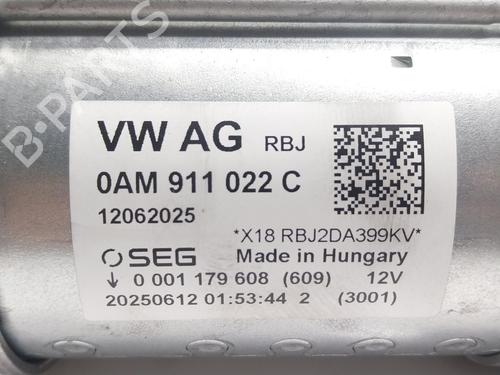 B-PARTS
VW AG RBJ
0AM 911 022 C
12062025
*X18 RBJ2DA399KV*
SEG Made in Hungary
↓ 0 001 179 608 (609) 12V
20250612 01:53:44 2 (3001)